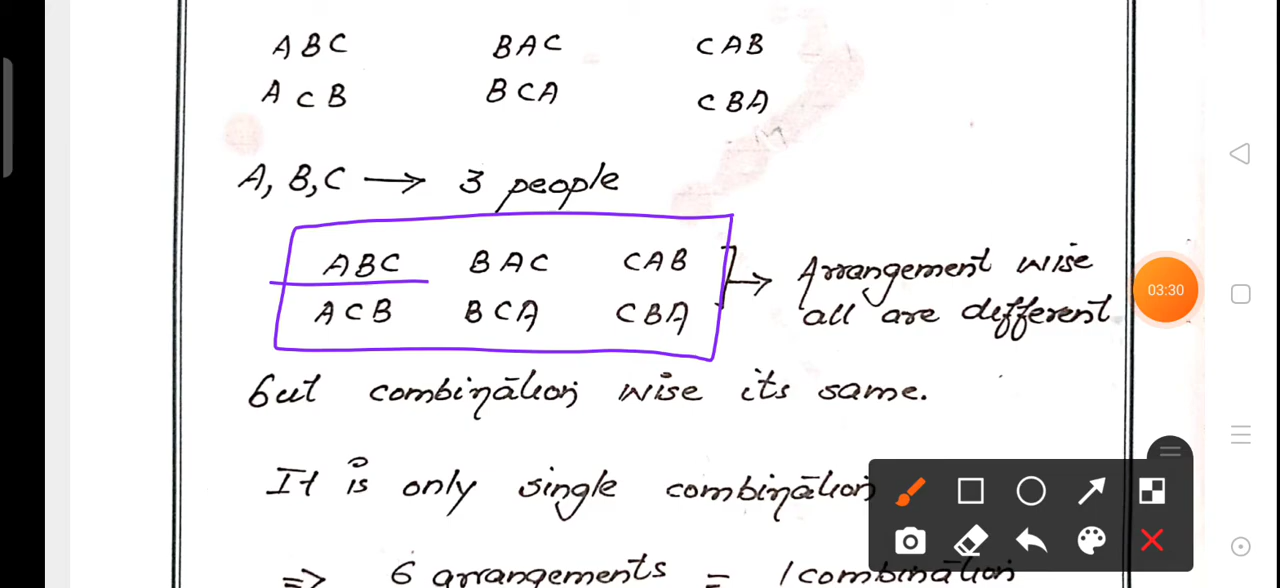 ABC BAC CAB
ACB BCA CBA
A, B, C → 3 people
ABC BAC CAB
ACB BCA CBA
→ Arrangement wise all are different
but combination wise its same.
It is only single combination
⇒ 6 arrangements = 1 combination
03:30